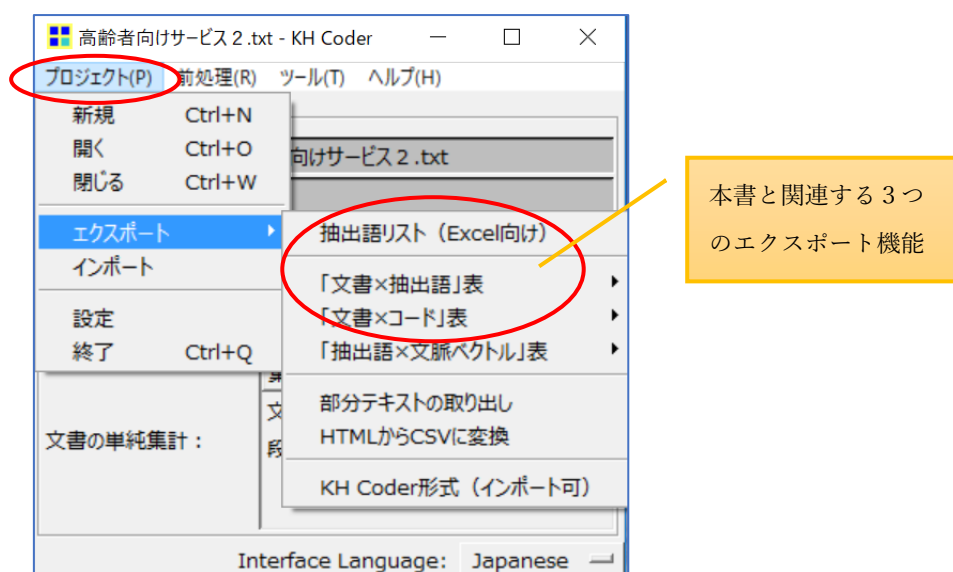 高齢者向けサービス２.txt - KH Coder
プロジェクト(P) 前処理(R) ツール(T) ヘルプ(H)
新規 Ctrl+N
開く Ctrl+O
閉じる Ctrl+W
向けサービス２.txt
エクスポート
インポート
設定
終了 Ctrl+Q
抽出語リスト（Excel向け）
「文書×抽出語」表
「文書×コード」表
「抽出語×文脈ベクトル」表
部分テキストの取り出し
HTMLからCSVに変換
KH Coder形式（インポート可）
本書と関連する３つ
のエクスポート機能
文書の単純集計：
文
段
Interface Language: Japanese